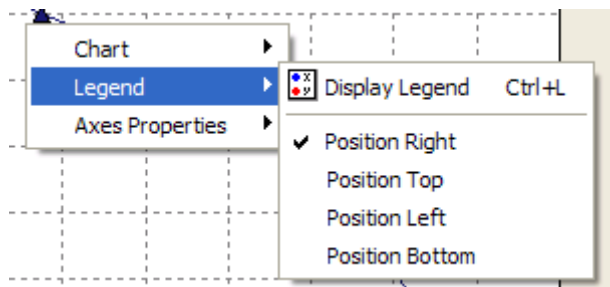 Chart
Legend
Axes Properties
Display Legend Ctrl+L
Position Right
Position Top
Position Left
Position Bottom